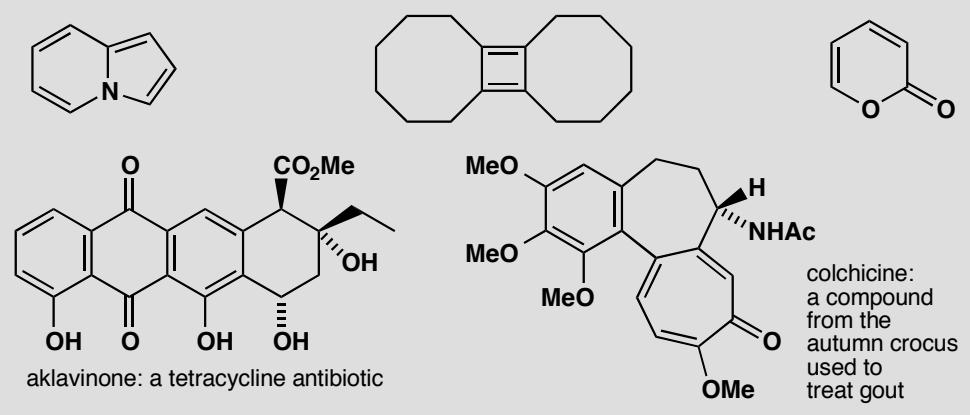 N
O
O
O
CO2Me
OH
OH
O
OH
OH
aklavinone: a tetracycline antibiotic
MeO
MeO
MeO
H
NHAc
O
OMe
colchicine:
a compound
from the
autumn crocus
used to
treat gout